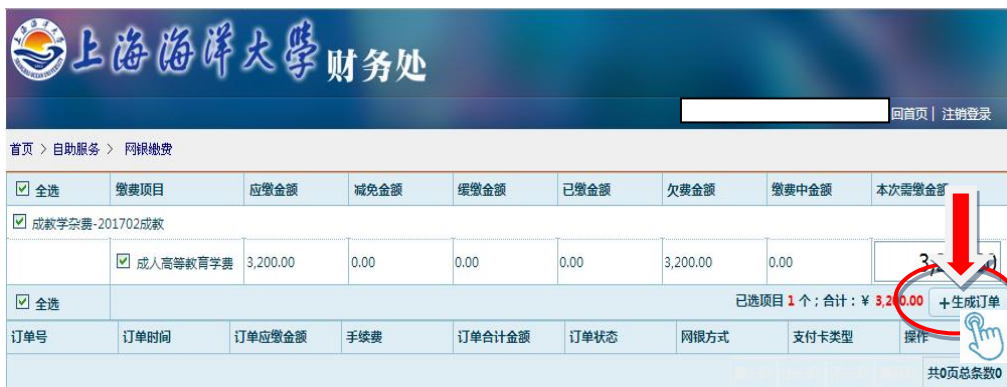 上海海洋大學 财务处
回首页 | 注销登录
首页 > 自助服务 > 网银缴费
全选 缴费项目 应缴金额 减免金额 缓缴金额 已缴金额 欠费金额 缴费中金额 本次需缴金额
成教学杂费-201702成教
成人高等教育学费 3,200.00 0.00 0.00 0.00 3,200.00 0.00
全选 已选项目 1 个；合计：¥ 3,200.00 +生成订单
订单号 订单时间 订单应缴金额 手续费 订单合计金额 订单状态 网银方式 支付卡类型 操作
共0页总条数0